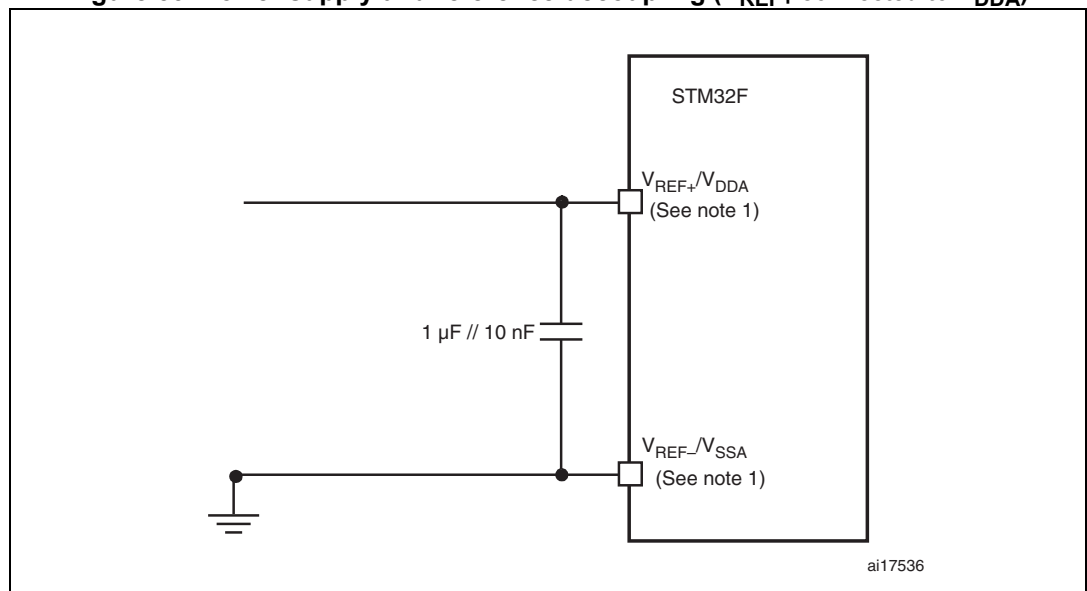 STM32F
V_REF+/V_DDA
(See note 1)
1 µF // 10 nF
V_REF–/V_SSA
(See note 1)
ai17536